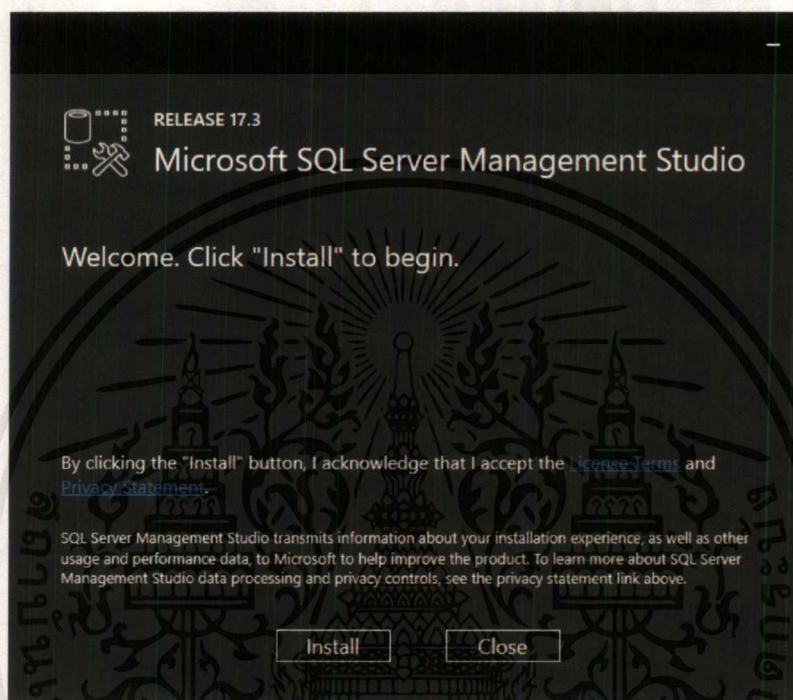 RELEASE 17.3
Microsoft SQL Server Management Studio
Welcome. Click "Install" to begin.
By clicking the "Install" button, I acknowledge that I accept the License Terms and
Privacy Statement.
SQL Server Management Studio transmits information about your installation experience, as well as other
usage and performance data, to Microsoft to help improve the product. To learn more about SQL Server
Management Studio data processing and privacy controls, see the privacy statement link above.
Install
Close